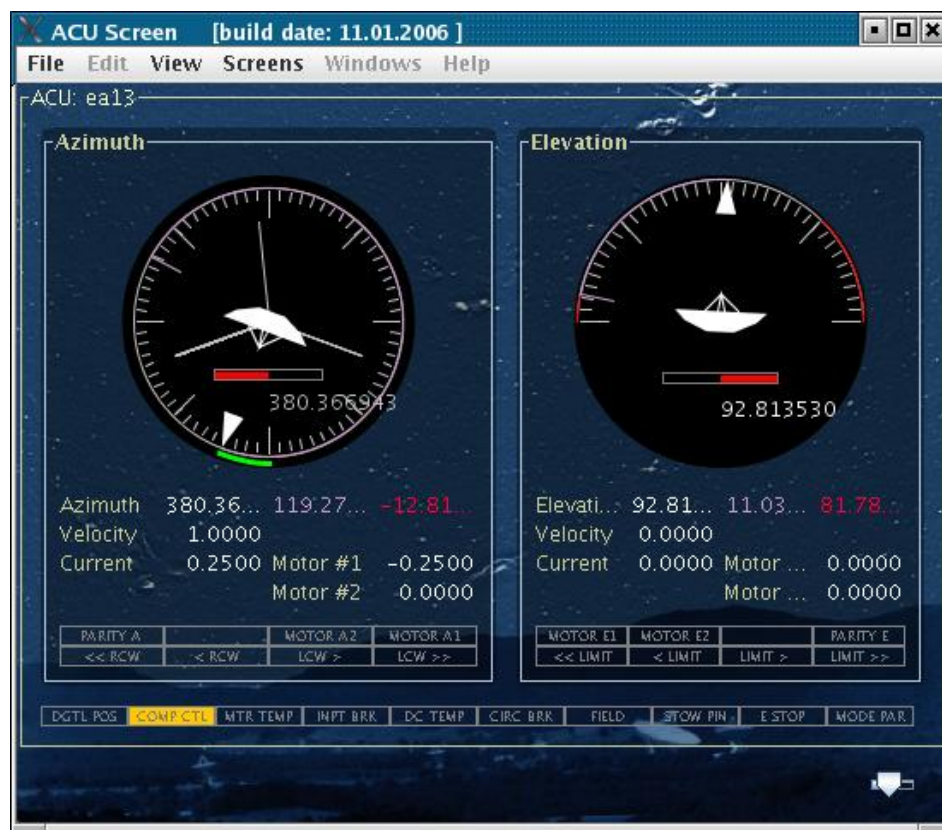 ACU Screen [build date: 11.01.2006 ]
File Edit View Screens Windows Help
ACU: ea13
Azimuth
380.366943
Azimuth 380.36... 119.27... -12.81...
Velocity 1.0000
Current 0.2500 Motor #1 -0.2500
Motor #2 -0.0000
PARITY A MOTOR A2 MOTOR A1
<< RCW < RCW LCW > LCW >>
Elevation
92.813530
Elevati... 92.81... 11.03... 81.78...
Velocity 0.0000
Current 0.0000 Motor ... 0.0000
Motor ... 0.0000
MOTOR E1 MOTOR E2 PARITY E
<< LIMIT < LIMIT LIMIT > LIMIT >>
DGTL POS COMP CTL MTR TEMP INPT BRK DC TEMP CIRC BRK FIELD STOW PIN E STOP MODE PAR